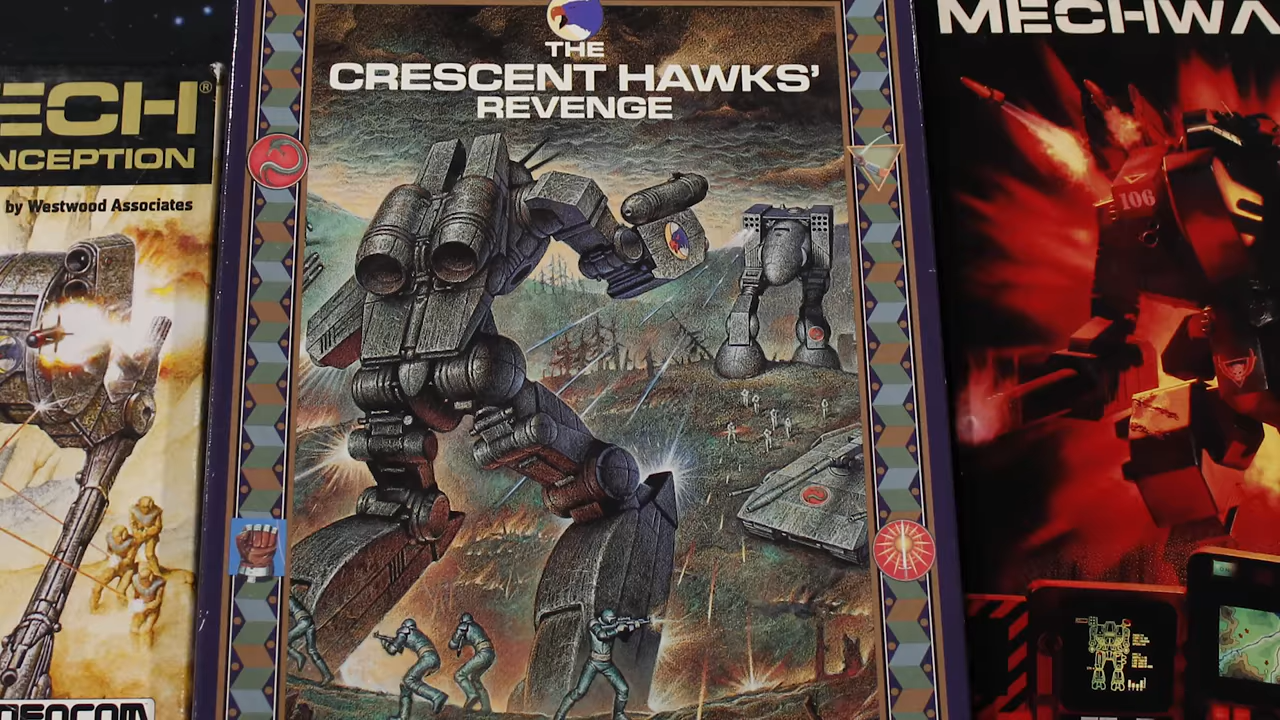 ECH®
NCEPTION
by Westwood Associates
THE
CRESCENT HAWKS'
REVENGE
MECHWA
106